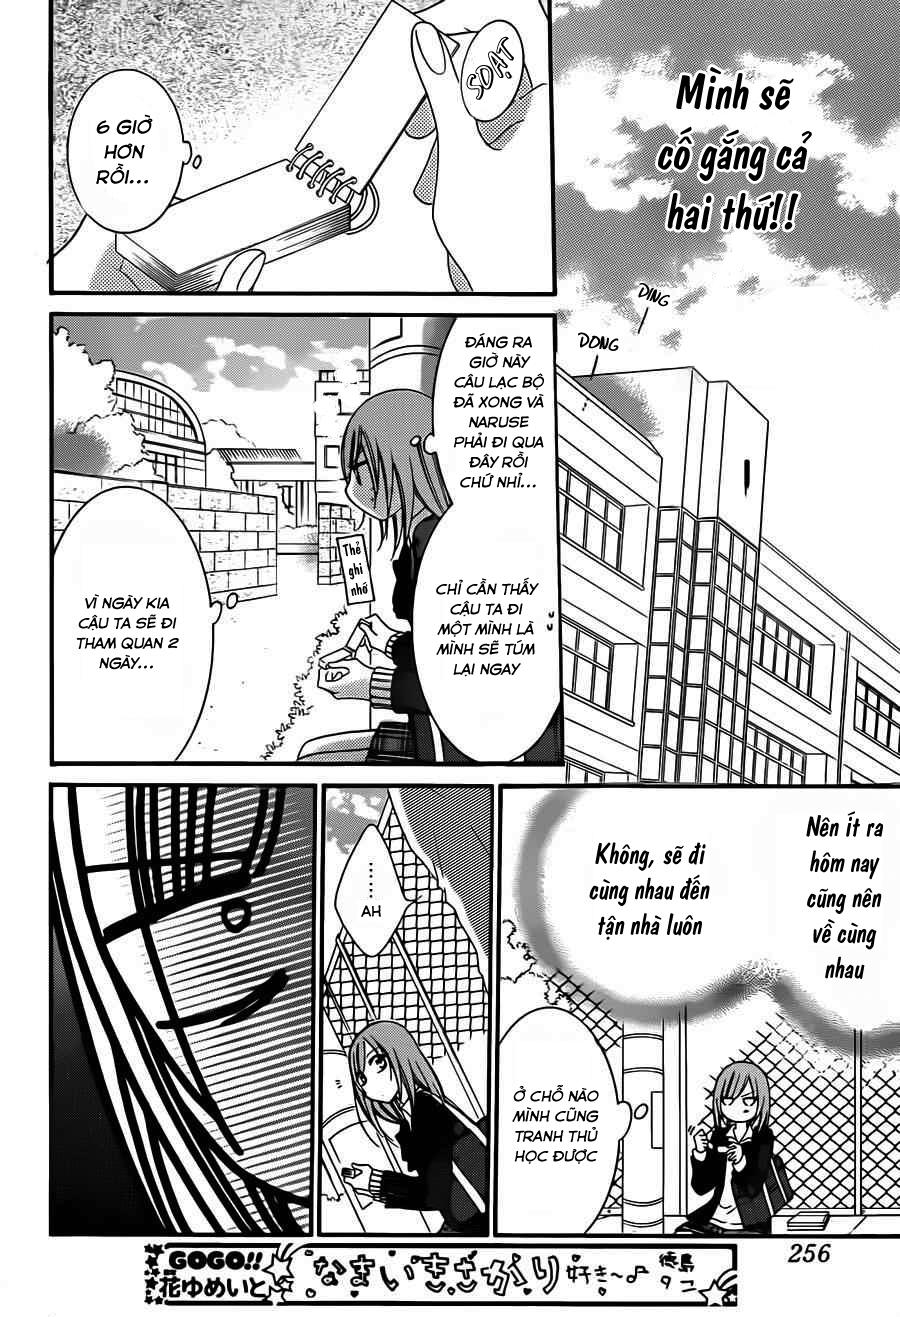 Mình sẽ
cố gắng cả
hai thứ!!
SOẠT
6 GIỜ
HƠN
RỒI...
DING
DONG
ĐÁNG RA
GIỜ NÀY
CÂU LẠC BỘ
ĐÃ XONG VÀ
NARUSE
PHẢI ĐI QUA
ĐÂY RỒI
CHỨ NHỈ...
Thẻ
ghi
nhớ
CHỈ CẦN THẤY
CẬU TA ĐI
MỘT MÌNH LÀ
MÌNH SẼ TÚM
LẠI NGAY
VÌ NGÀY KIA
CẬU TA SẼ ĐI
THAM QUAN 2
NGÀY...
Nên ít ra
hôm nay
cũng nên
về cùng
nhau
Không, sẽ đi
cùng nhau đến
tận nhà luôn
Ở CHỖ NÀO
MÌNH CŨNG
TRANH THỦ
HỌC ĐƯỢC
......
AH
256
GOGO!!
花ゆめいと
なまいきざかり 好き〜♪
徳島
タコ